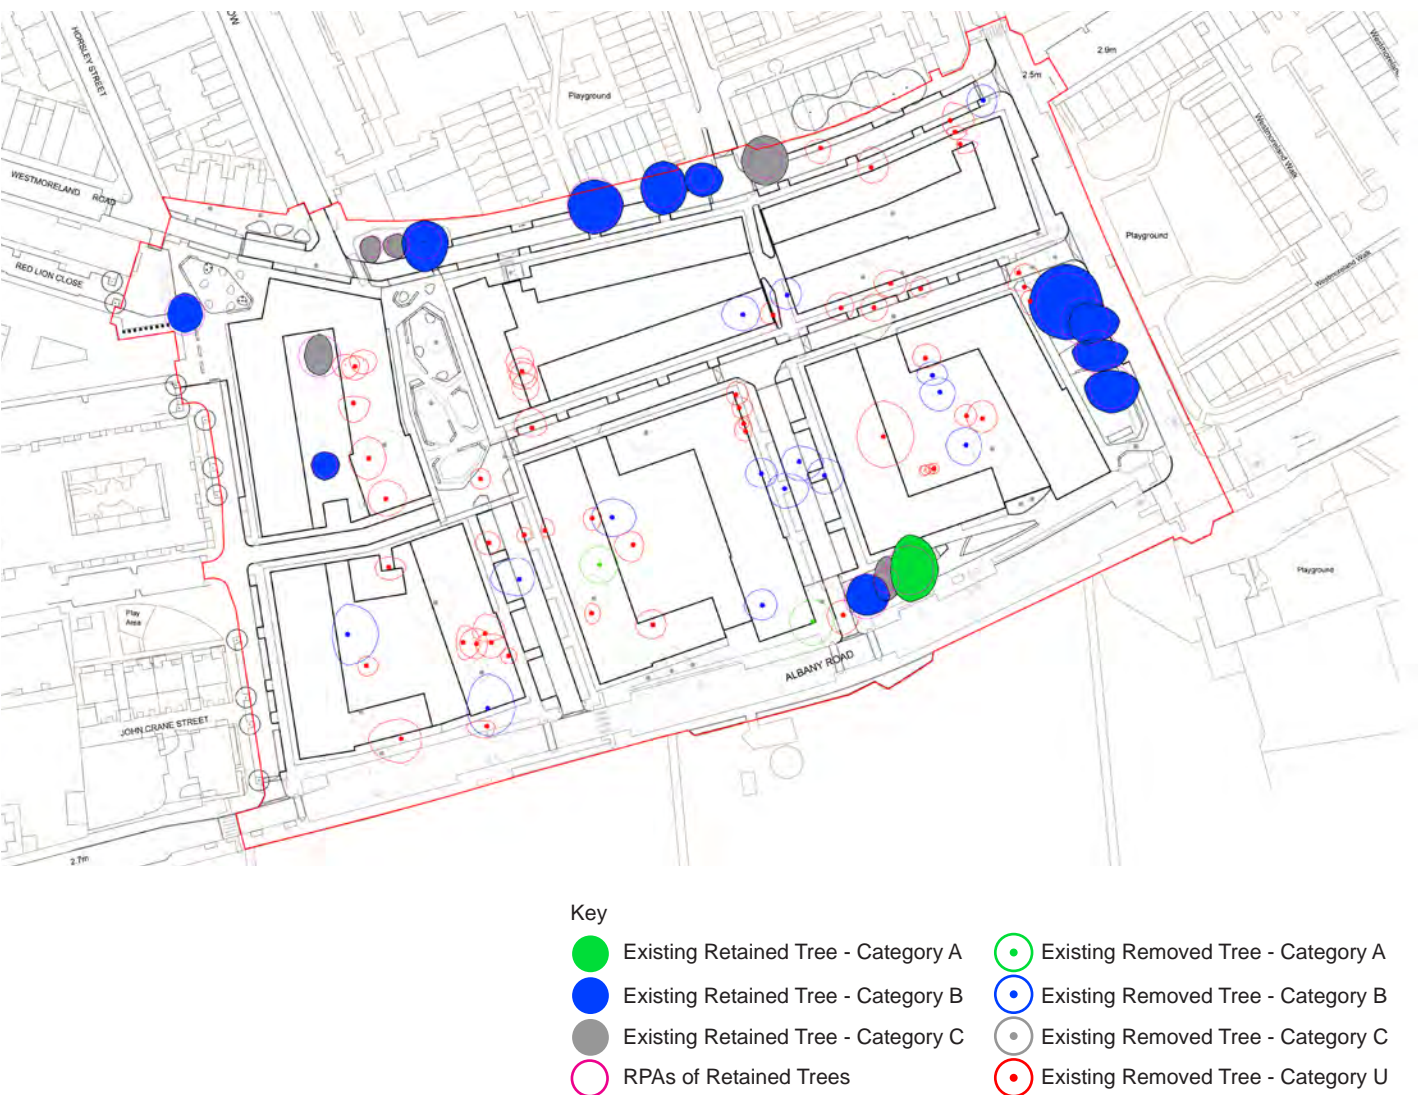 HORSLEY STREET
OW
Playground
2.9m
2.5m
Westmoreland
Westmoreland Walk
WESTMORELAND ROAD
Playground
RED LION CLOSE
Westmoreland Walk
Playground
Play
Area
ALBANY ROAD
JOHN CRANE STREET
2.7m
Key
Existing Retained Tree - Category A
Existing Removed Tree - Category A
Existing Retained Tree - Category B
Existing Removed Tree - Category B
Existing Retained Tree - Category C
Existing Removed Tree - Category C
RPAs of Retained Trees
Existing Removed Tree - Category U